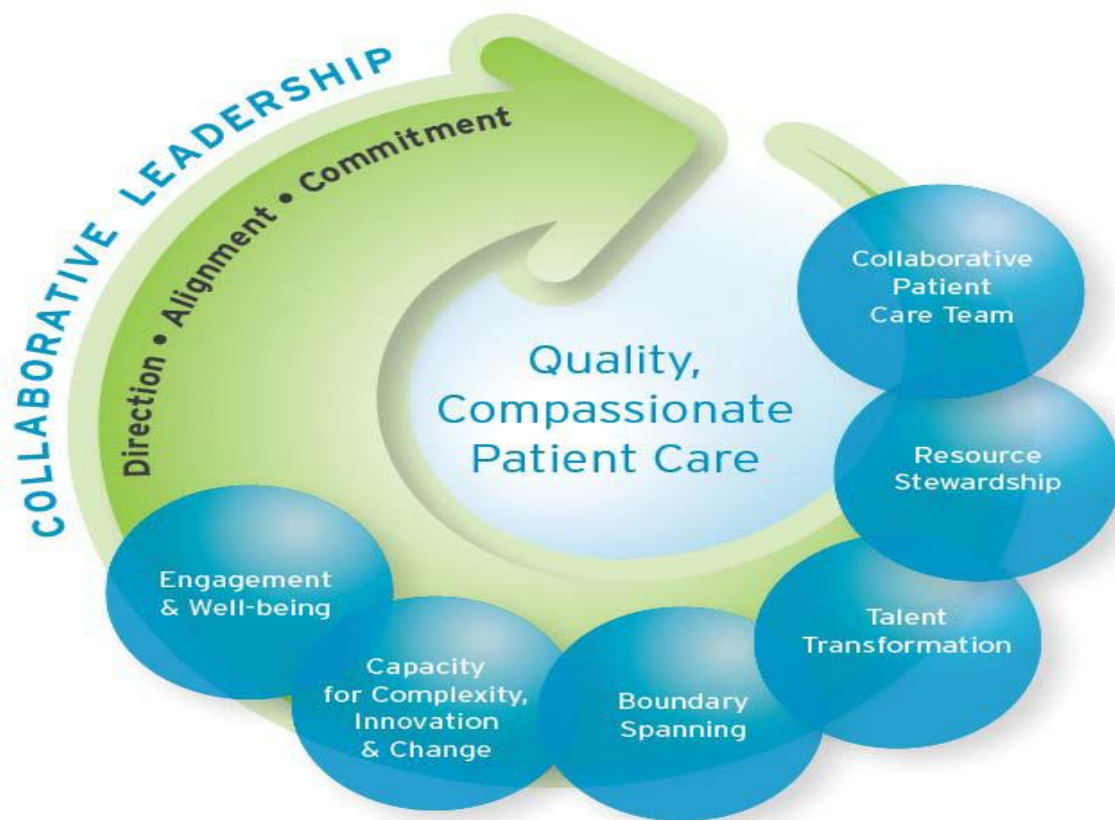 COLLABORATIVE LEADERSHIP
Direction • Alignment • Commitment
Quality,
Compassionate
Patient Care
Collaborative
Patient
Care Team
Resource
Stewardship
Talent
Transformation
Boundary
Spanning
Capacity
for Complexity,
Innovation
& Change
Engagement
& Well-being